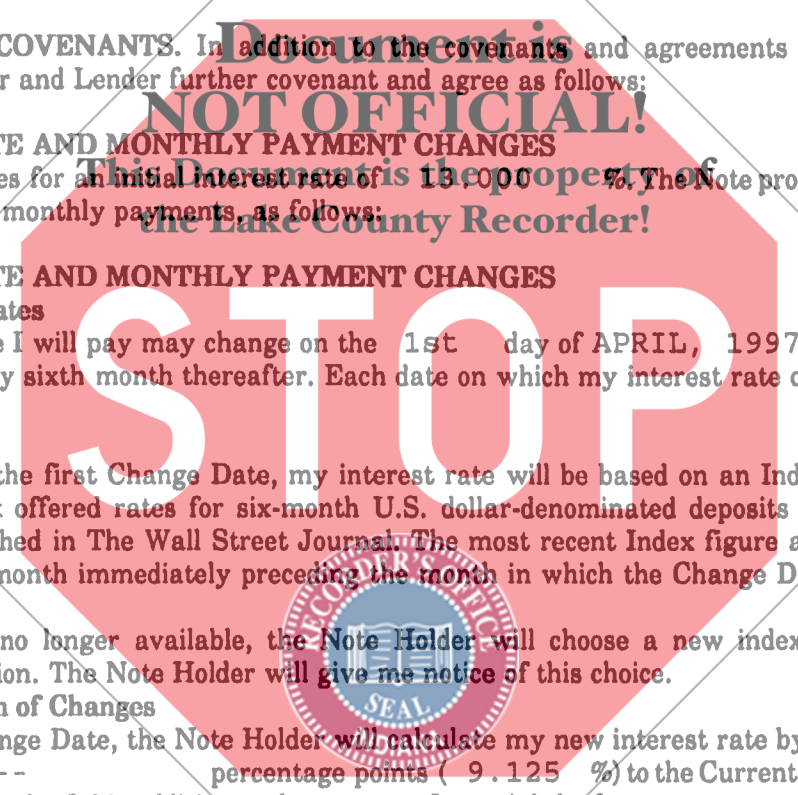 COVENANTS. In addition to the covenants and agreements
r and Lender further covenant and agree as follows:
TE AND MONTHLY PAYMENT CHANGES
es for an initial interest rate of 13.000 %. The Note pro
monthly payments, as follows:
TE AND MONTHLY PAYMENT CHANGES
ates
e I will pay may change on the 1st day of APRIL, 1997
y sixth month thereafter. Each date on which my interest rate c
the first Change Date, my interest rate will be based on an Ind
k offered rates for six-month U.S. dollar-denominated deposits
hed in The Wall Street Journal. The most recent Index figure a
month immediately preceding the month in which the Change D
no longer available, the Note Holder will choose a new index
ion. The Note Holder will give me notice of this choice.
n of Changes
nge Date, the Note Holder will calculate my new interest rate by
-- percentage points ( 9.125 %) to the Current
Document is
NOT OFFICIAL!
This Document is the property of
the Lake County Recorder!
STOP
RECORDER'S OFFICE
SEAL
INDIANA